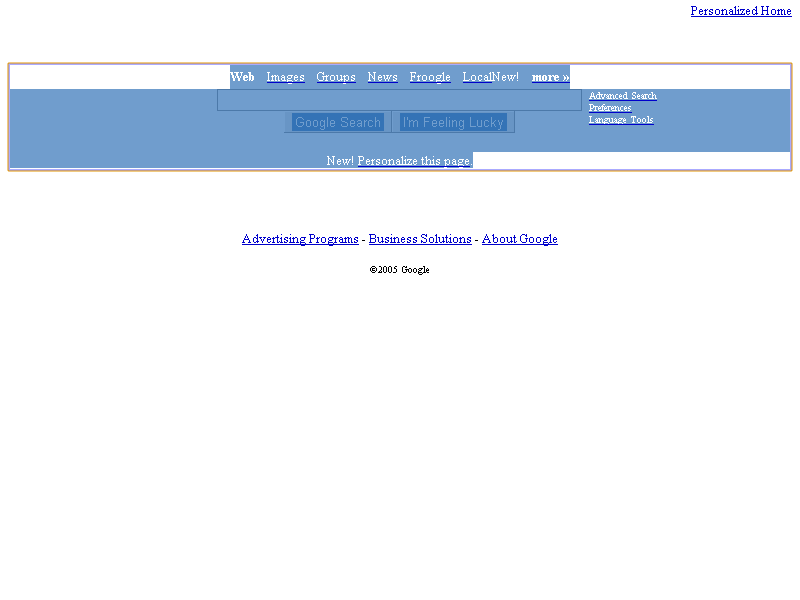 Personalized Home
Web Images Groups News Froogle LocalNew! more »
Advanced Search
Preferences
Language Tools
Google Search I'm Feeling Lucky
New! Personalize this page.
Advertising Programs - Business Solutions - About Google
©2005 Google